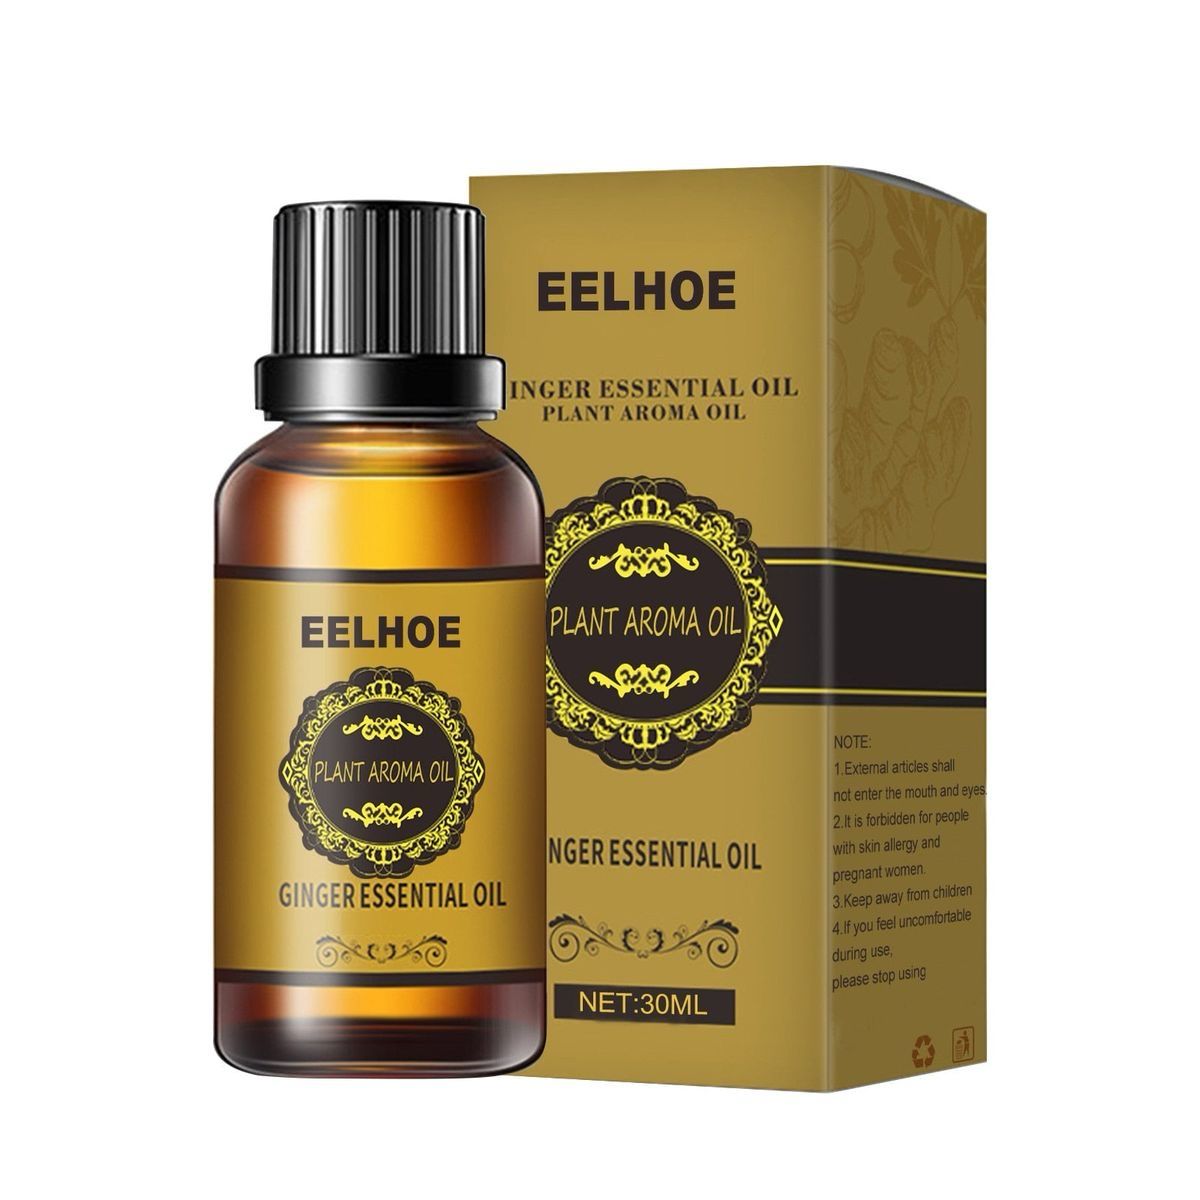 EELHOE
PLANT AROMA OIL
GINGER ESSENTIAL OIL
EELHOE
INGER ESSENTIAL OIL
PLANT AROMA OIL
PLANT AROMA OIL
NGER ESSENTIAL OIL
NET:30ML
NOTE:
1.External articles shall
not enter the mouth and eyes.
2.It is forbidden for people
with skin allergy and
pregnant women.
3.Keep away from children
4.If you feel uncomfortable
during use,
please stop using